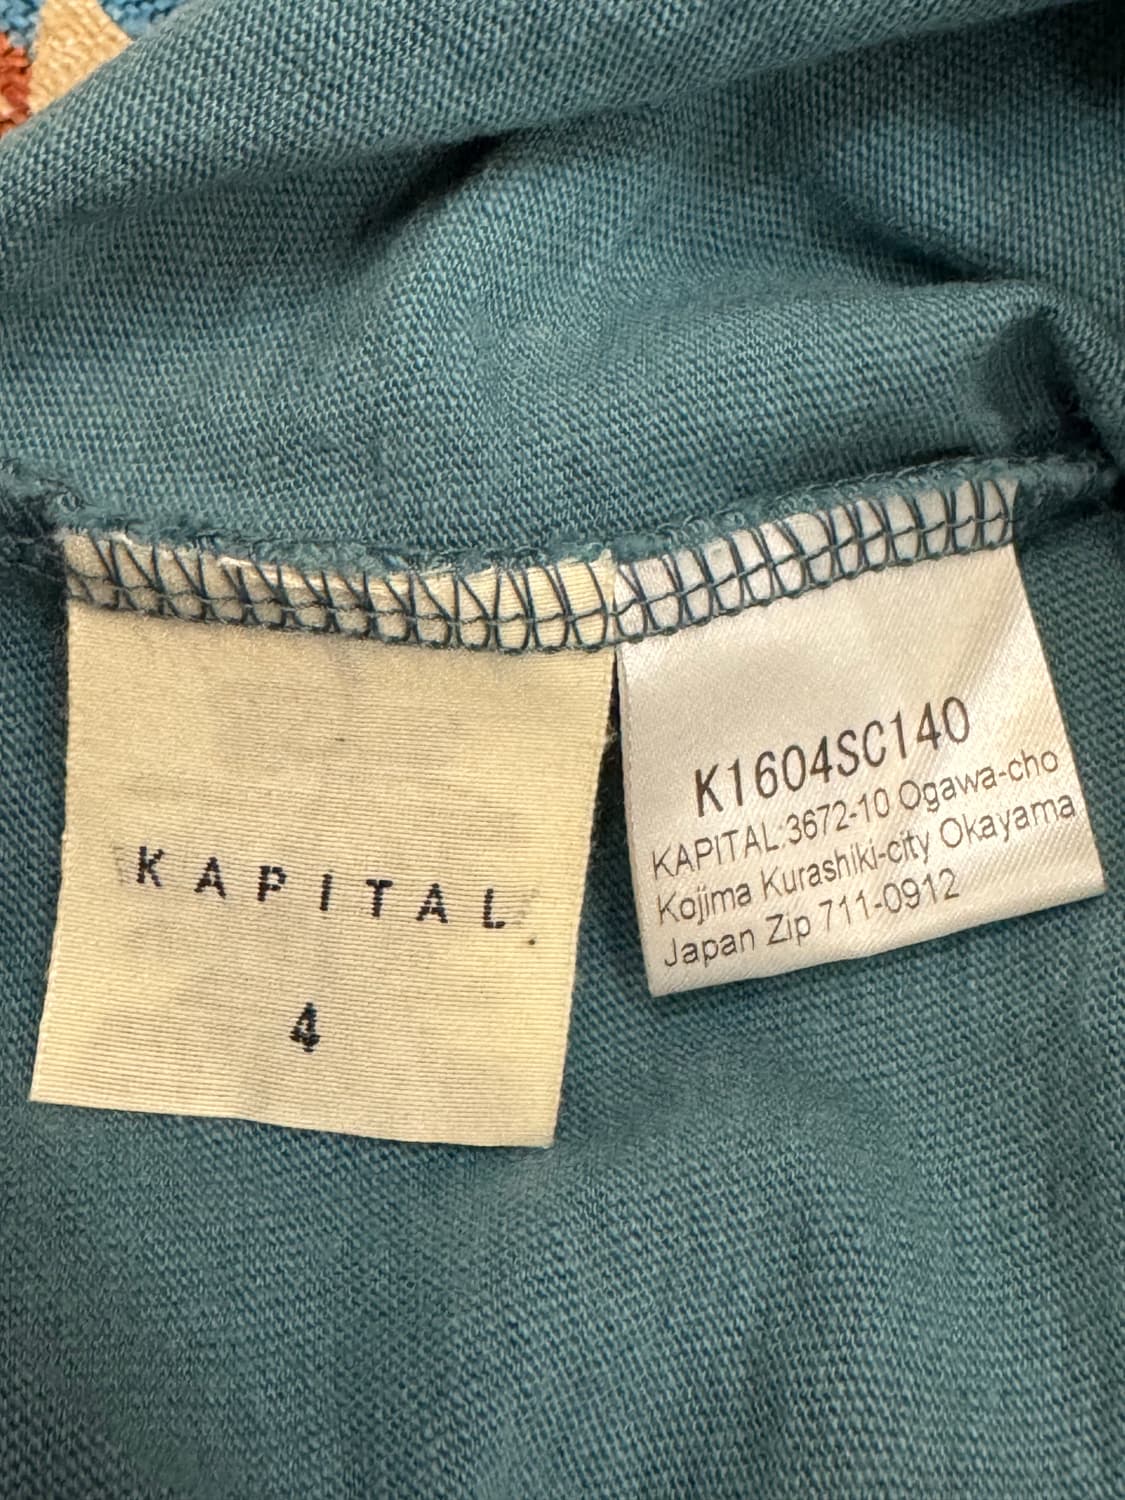 KAPITAL
4
K1604SC140
KAPITAL:3672-10 Ogawa-cho
Kojima Kurashiki-city Okayama
Japan Zip 711-0912